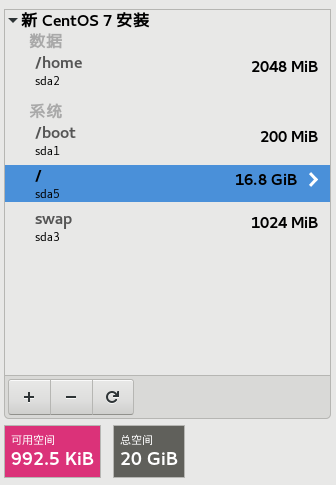 新 CentOS 7 安装
数据
/home 2048 MiB
sda2
系统
/boot 200 MiB
sda1
/ 16.8 GiB
sda5
swap 1024 MiB
sda3
可用空间 总空间
992.5 KiB 20 GiB